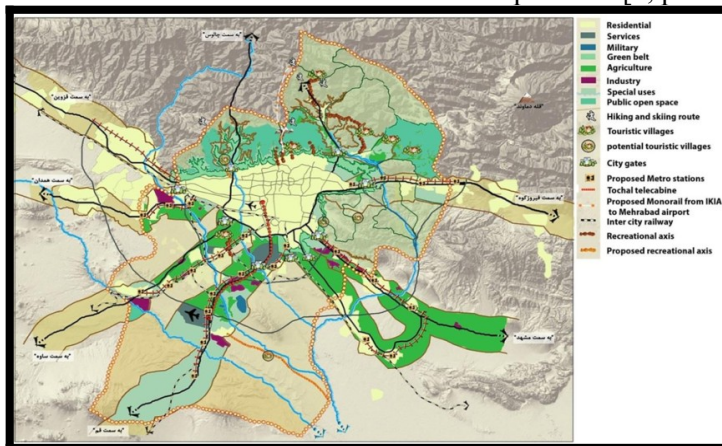 "به سمت چالوس"
"به سمت قزوین"
"قله دماوند"
"به سمت همدان"
"به سمت فیروزکوه"
"به سمت ساوه"
"به سمت مشهد"
"به سمت قم"
Residential
Services
Military
Green belt
Agriculture
Industry
Special uses
Public open space
Hiking and skiing route
Touristic villages
potential touristic villages
City gates
Proposed Metro stations
Tochal telecabine
Proposed Monorail from IKIA
to Mehrabad airport
Inter city railway
Recreational axis
Proposed recreational axis